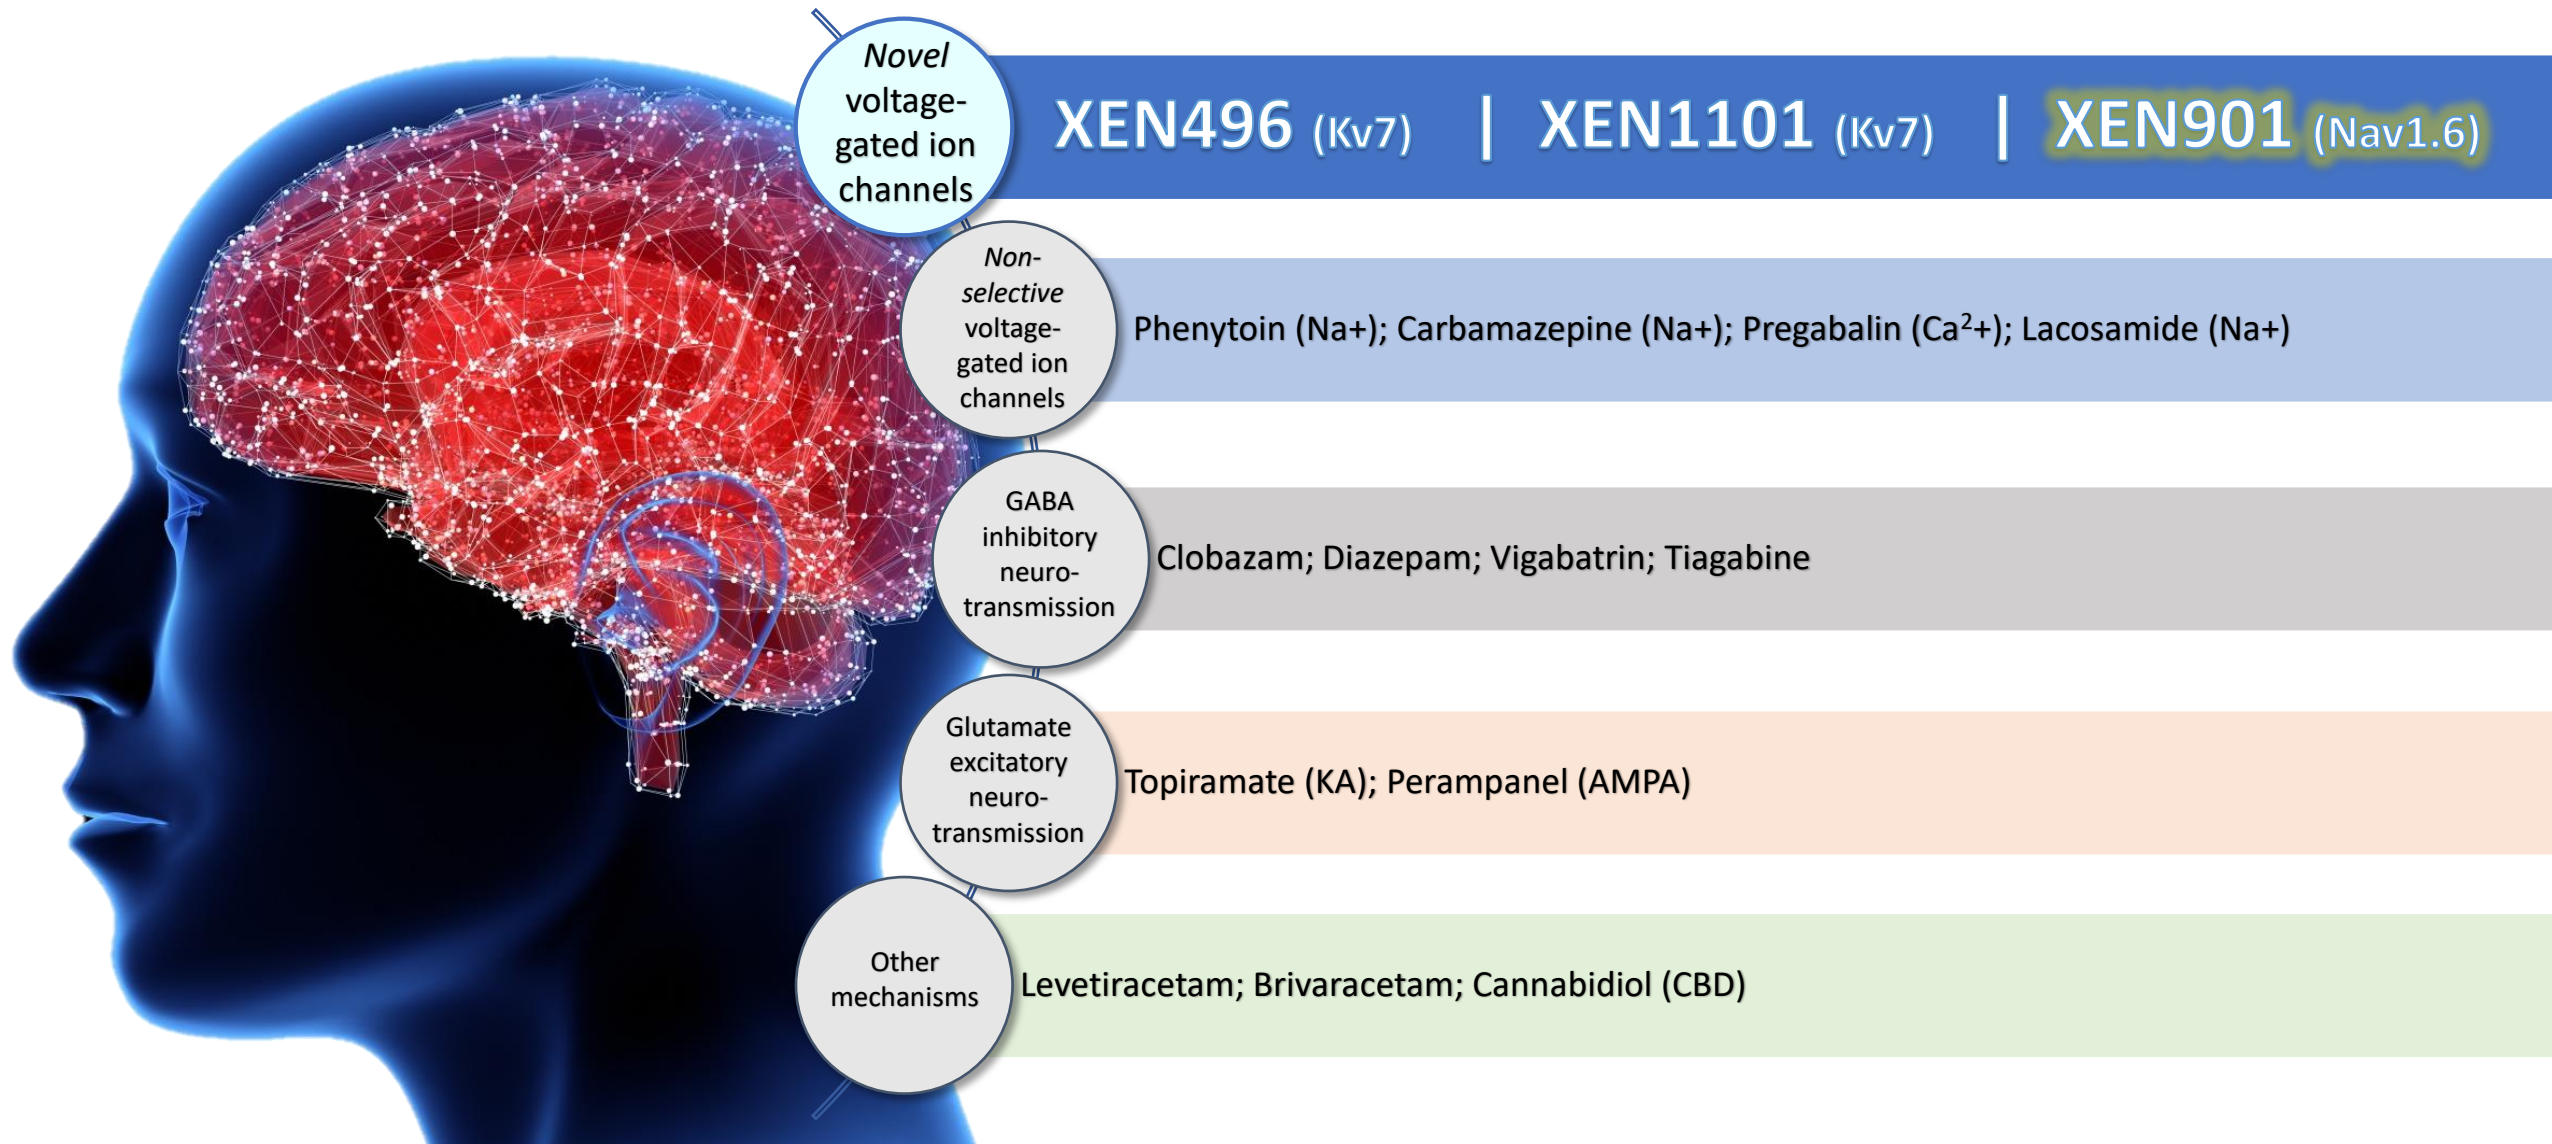 Novel
voltage-
gated ion
channels
XEN496 (Kv7) | XEN1101 (Kv7) | XEN901 (Nav1.6)
Non-
selective
voltage-
gated ion
channels
Phenytoin (Na+); Carbamazepine (Na+); Pregabalin (Ca²+); Lacosamide (Na+)
GABA
inhibitory
neuro-
transmission
Clobazam; Diazepam; Vigabatrin; Tiagabine
Glutamate
excitatory
neuro-
transmission
Topiramate (KA); Perampanel (AMPA)
Other
mechanisms
Levetiracetam; Brivaracetam; Cannabidiol (CBD)